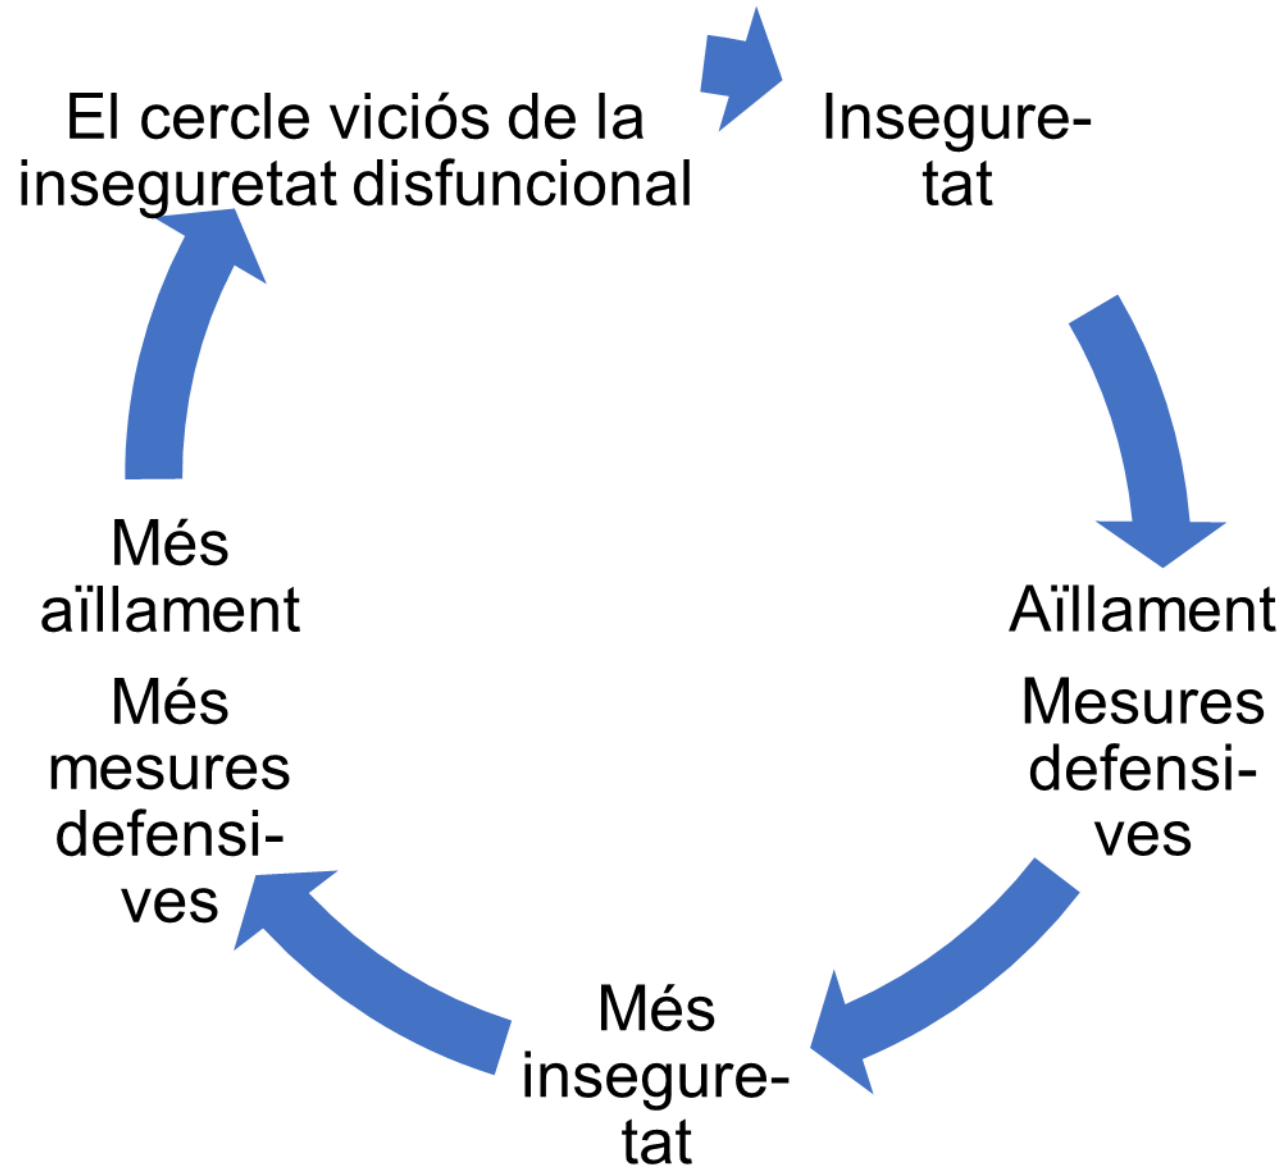 El cercle viciós de la
inseguretat disfuncional
Insegure-
tat
Aïllament
Mesures
defensi-
ves
Més
insegure-
tat
Més
aïllament
Més
mesures
defensi-
ves